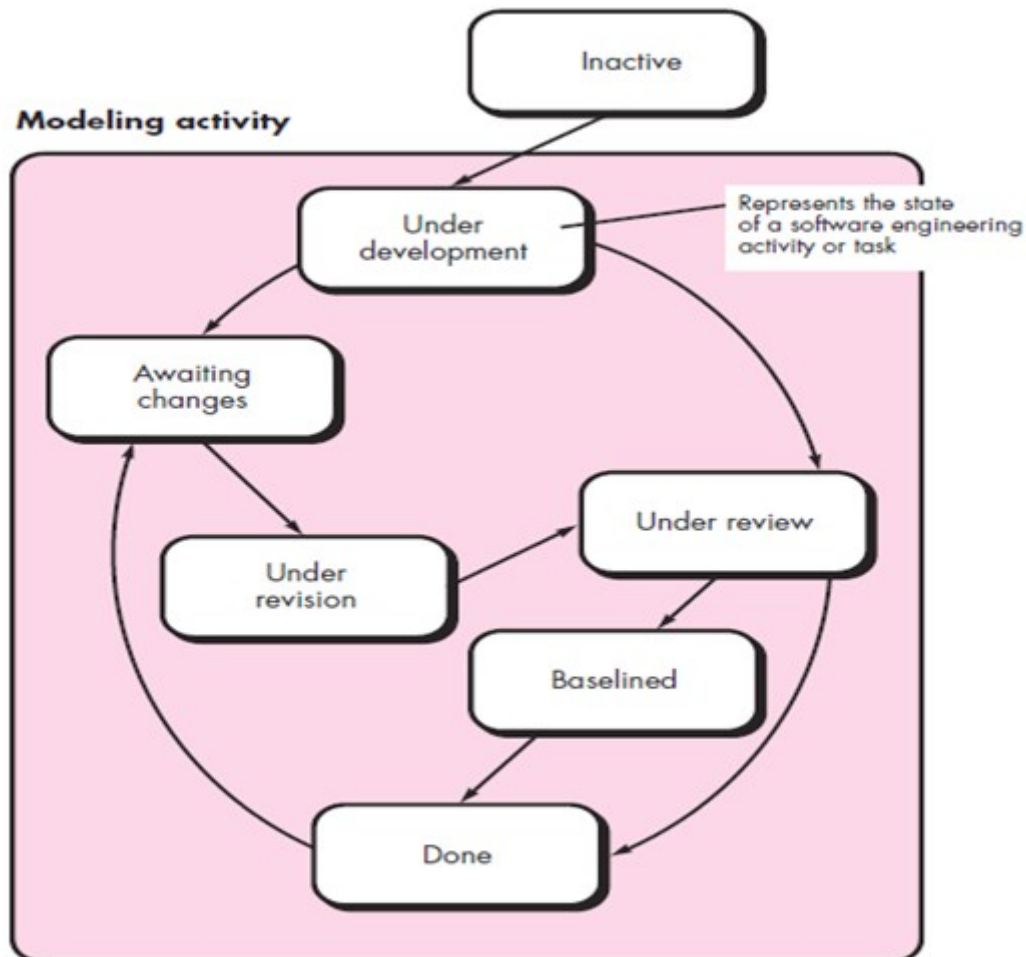 Inactive
Modeling activity
Under
development
Represents the state
of a software engineering
activity or task
Awaiting
changes
Under review
Under
revision
Baselined
Done